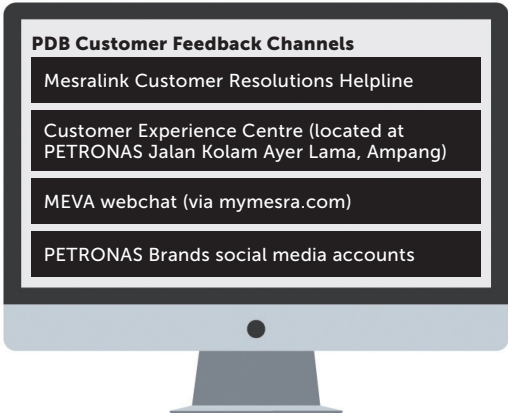 PDB Customer Feedback Channels
Mesralink Customer Resolutions Helpline
Customer Experience Centre (located at
PETRONAS Jalan Kolam Ayer Lama, Ampang)
MEVA webchat (via mymesra.com)
PETRONAS Brands social media accounts